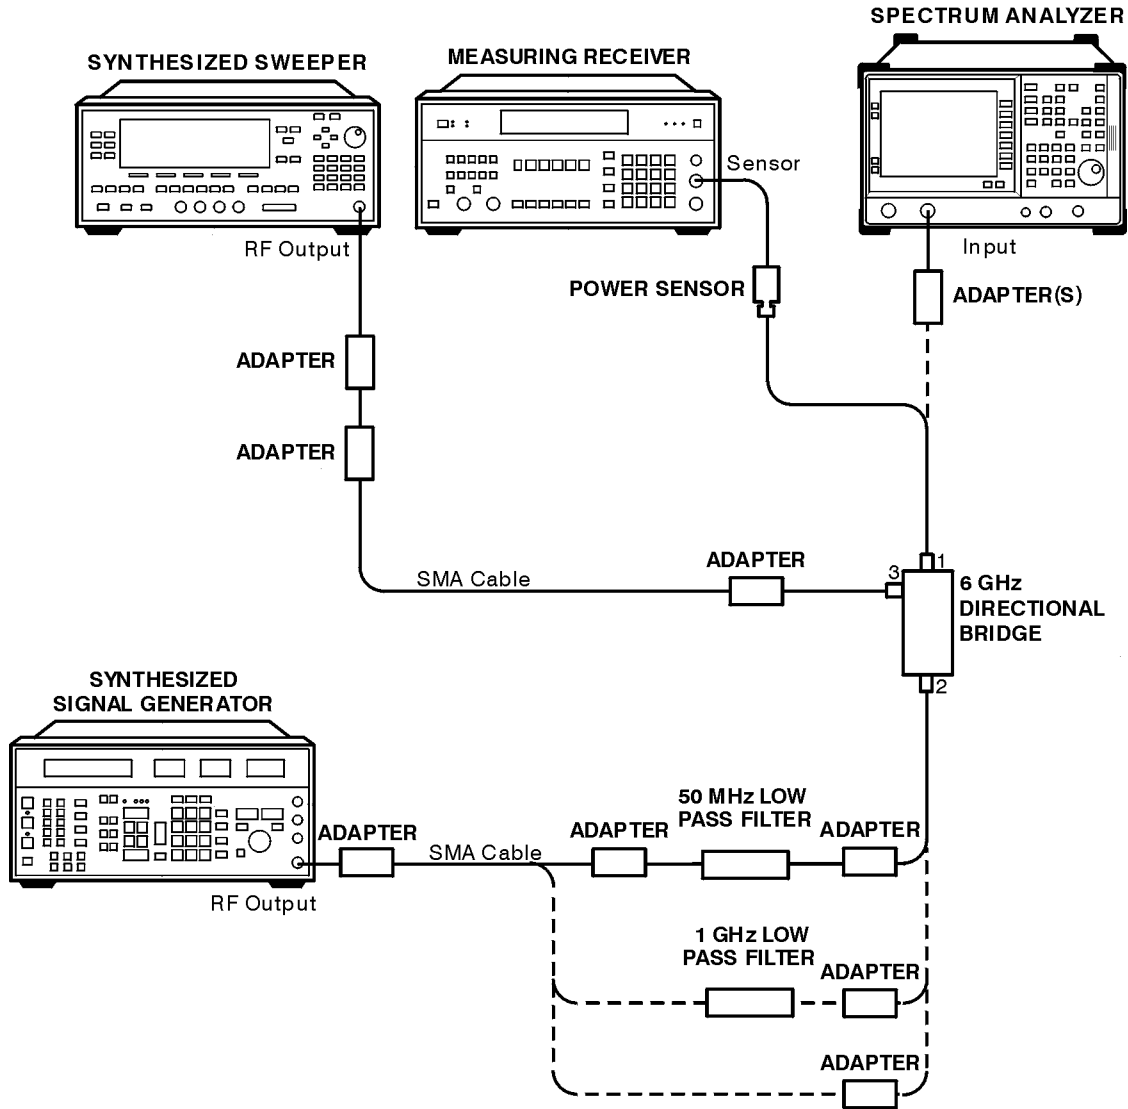 SPECTRUM ANALYZER
SYNTHESIZED SWEEPER
MEASURING RECEIVER
Sensor
RF Output
Input
POWER SENSOR
ADAPTER(S)
ADAPTER
ADAPTER
SMA Cable
ADAPTER
1
3
6 GHz
DIRECTIONAL
BRIDGE
2
SYNTHESIZED
SIGNAL GENERATOR
50 MHz LOW
PASS FILTER
ADAPTER
SMA Cable
ADAPTER
ADAPTER
RF Output
1 GHz LOW
PASS FILTER
ADAPTER
ADAPTER